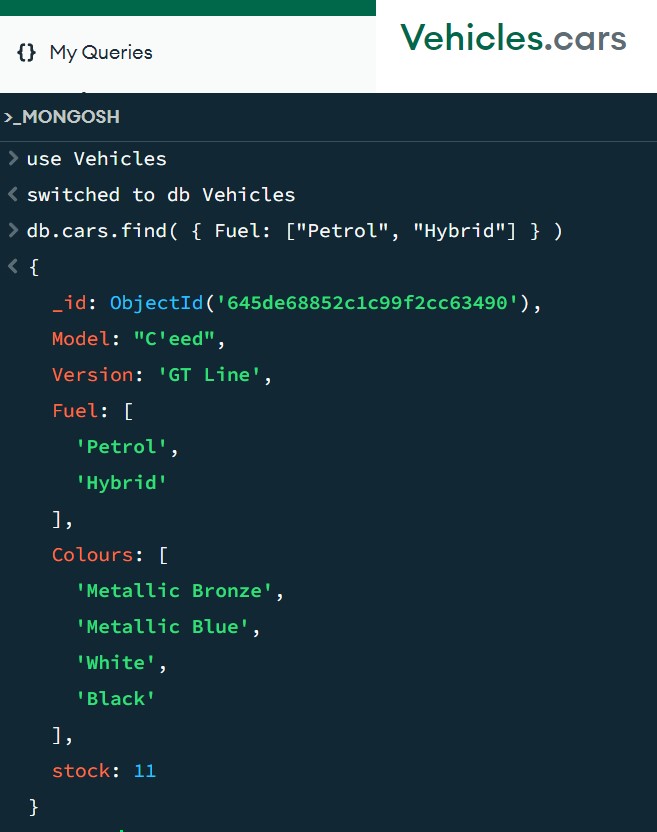 {} My Queries
Vehicles.cars
>_MONGOSH
> use Vehicles
< switched to db Vehicles
> db.cars.find( { Fuel: ["Petrol", "Hybrid"] } )
< {
_id: ObjectId('645de68852c1c99f2cc63490'),
Model: "C'eed",
Version: 'GT Line',
Fuel: [
'Petrol',
'Hybrid'
],
Colours: [
'Metallic Bronze',
'Metallic Blue',
'White',
'Black'
],
stock: 11
}